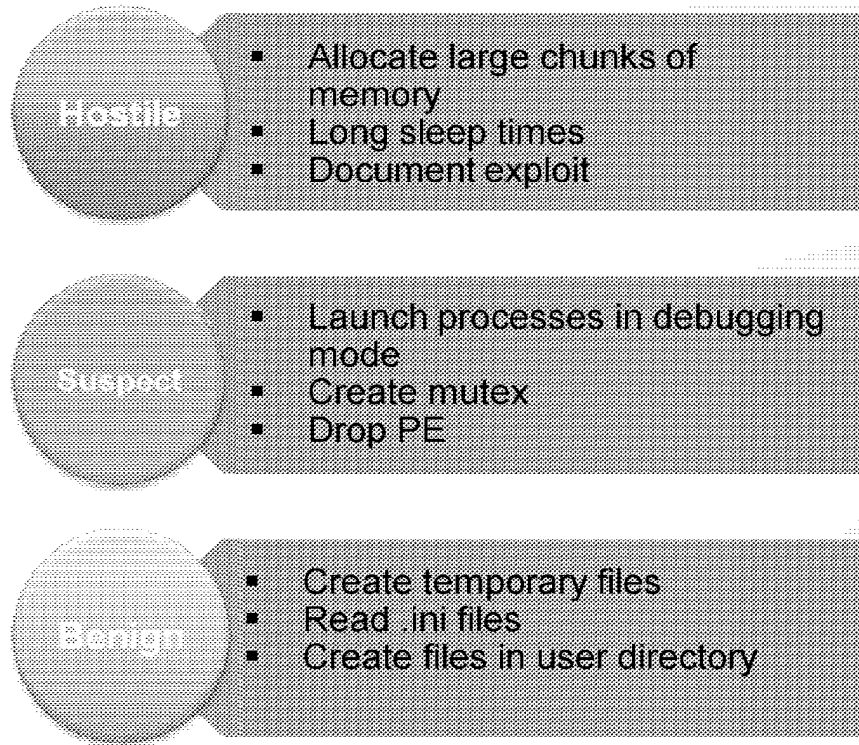 Hostile
▪ Allocate large chunks of
memory
▪ Long sleep times
▪ Document exploit
Suspect
▪ Launch processes in debugging
mode
▪ Create mutex
▪ Drop PE
Benign
▪ Create temporary files
▪ Read .ini files
▪ Create files in user directory